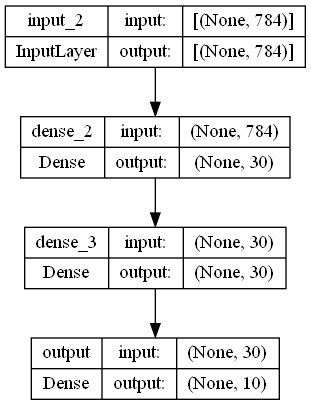 input_2 input: [(None, 784)]
InputLayer output: [(None, 784)]
dense_2 input: (None, 784)
Dense output: (None, 30)
dense_3 input: (None, 30)
Dense output: (None, 30)
output input: (None, 30)
Dense output: (None, 10)